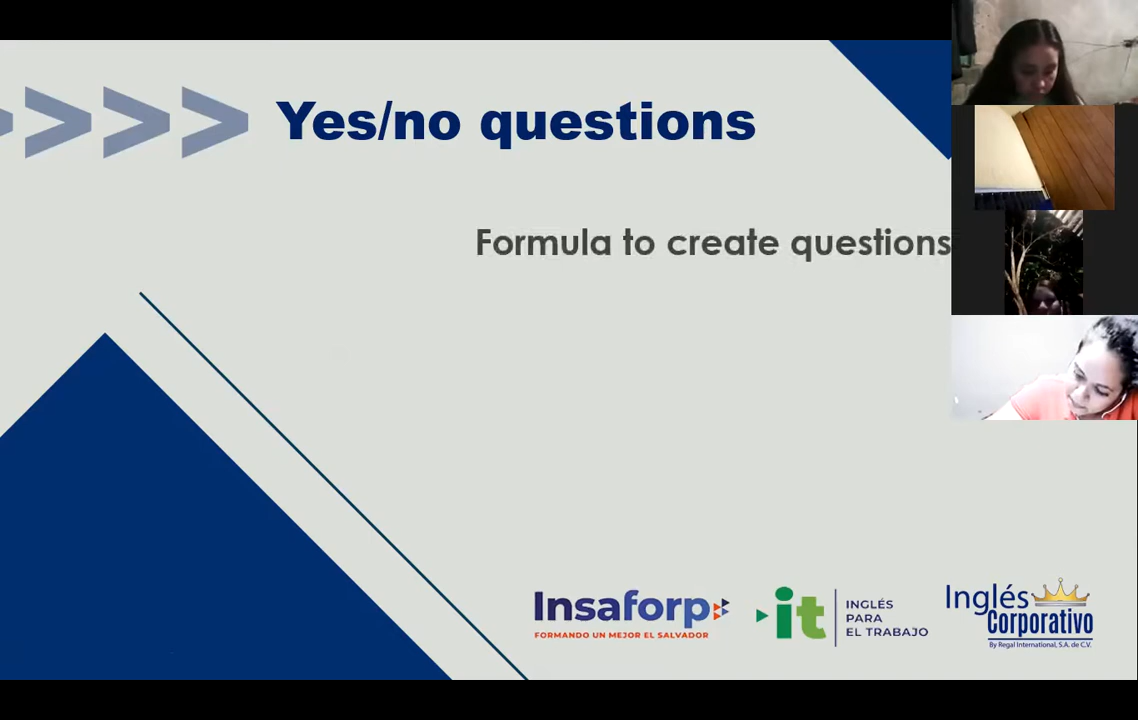 >>>> Yes/no questions
Formula to create questions
Insaforp
FORMANDO UN MEJOR EL SALVADOR
it
INGLÉS
PARA
EL TRABAJO
Inglés
Corporativo
By Regal International, S.A. de C.V.